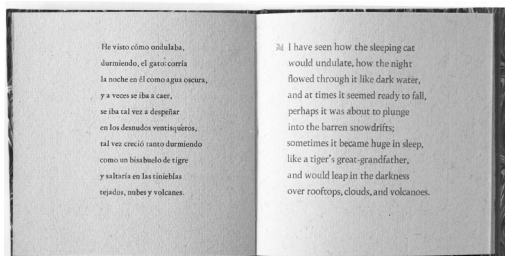 He visto cómo ondulaba,
durmiendo, el gato: corría
la noche en él como agua oscura,
y a veces se iba a caer,
se iba tal vez a despeñar
en los desnudos ventisqueros,
tal vez creció tanto durmiendo
como un bisabuelo de tigre
y saltaría en las tinieblas
tejados, nubes y volcanes.
I have seen how the sleeping cat
would undulate, how the night
flowed through it like dark water,
and at times it seemed ready to fall,
perhaps it was about to plunge
into the barren snowdrifts;
sometimes it became huge in sleep,
like a tiger's great-grandfather,
and would leap in the darkness
over rooftops, clouds, and volcanoes.